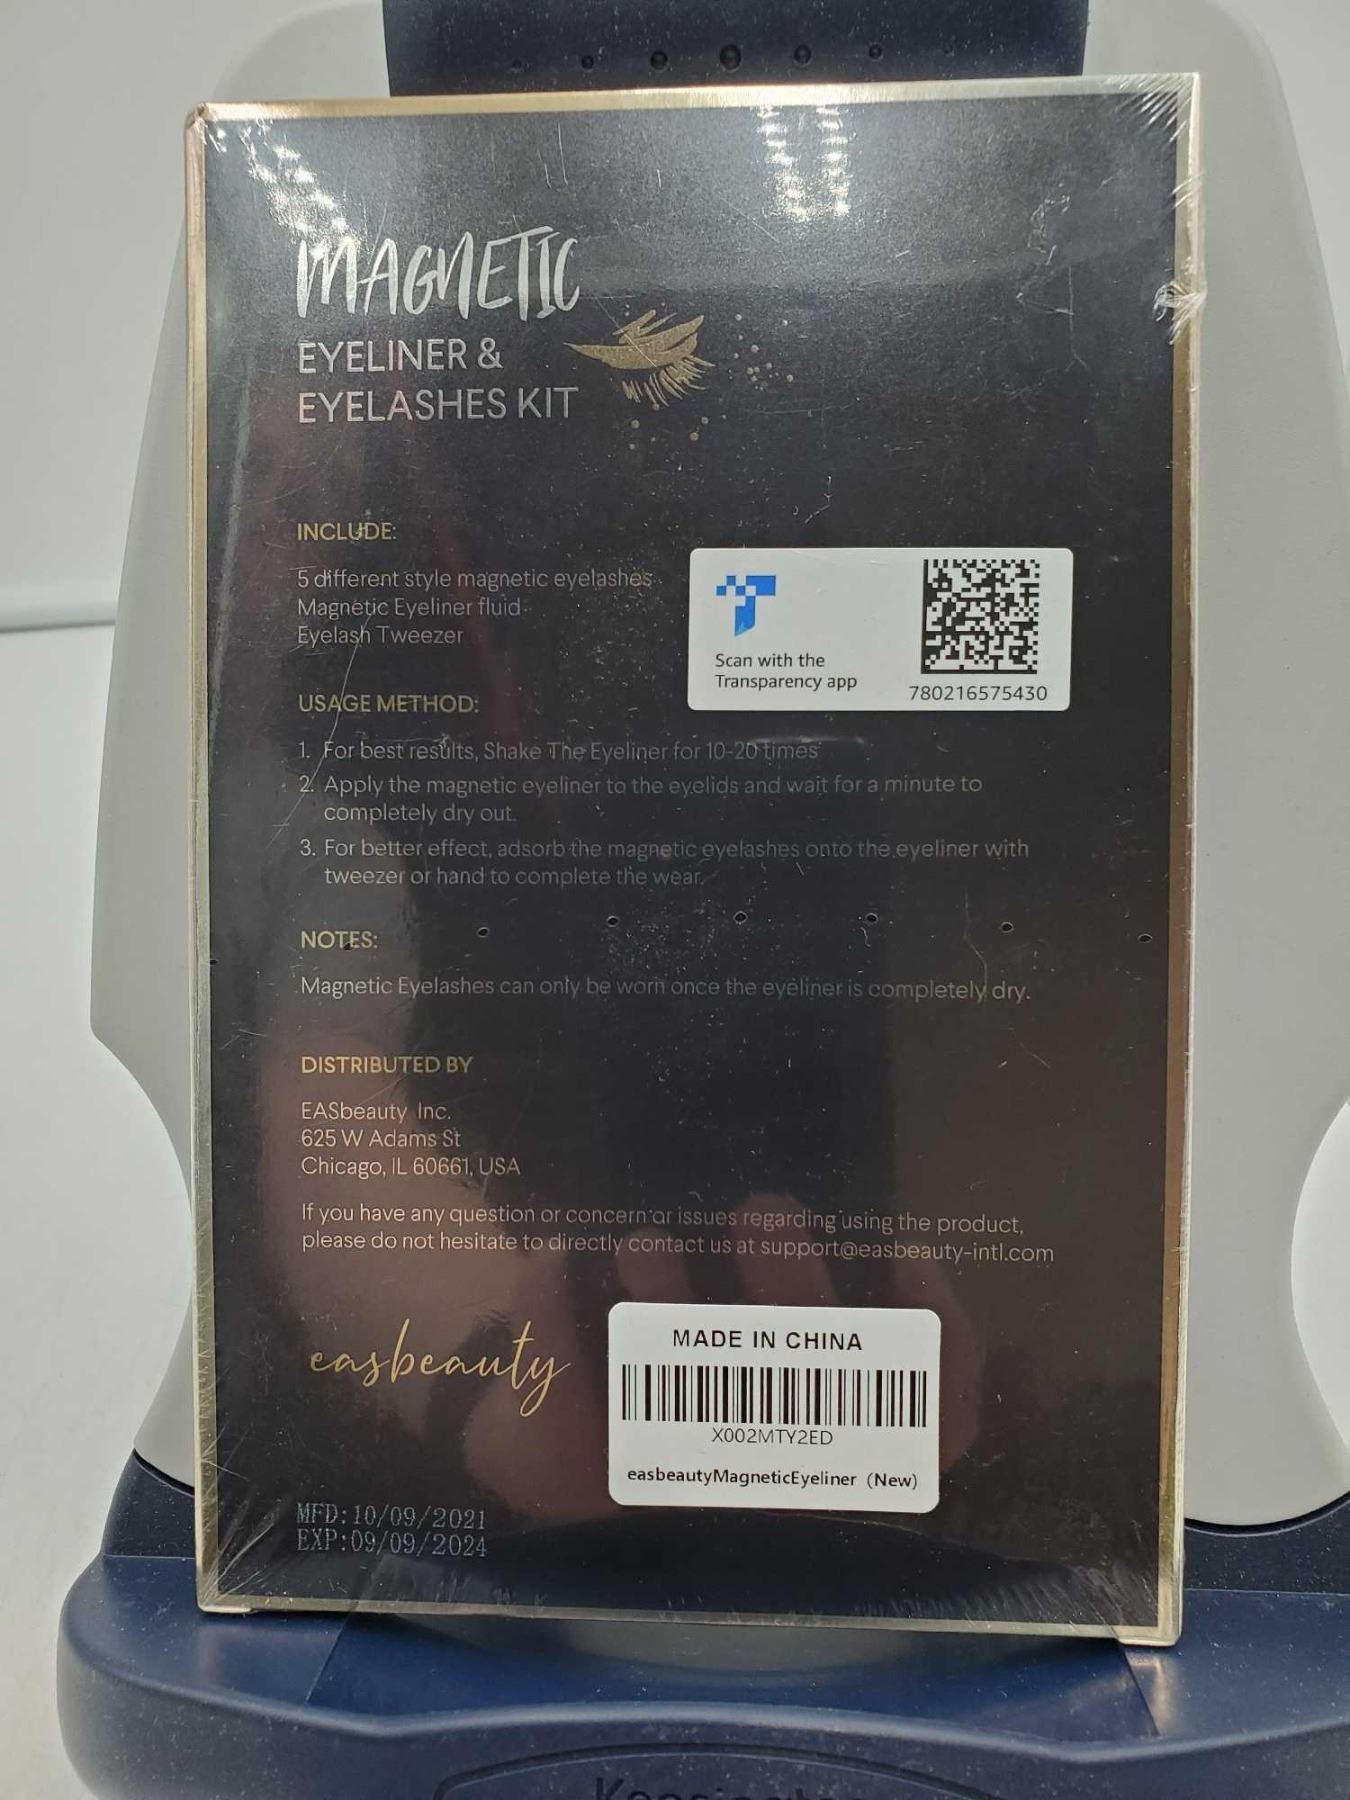 MAGNETIC
EYELINER &
EYELASHES KIT
INCLUDE:
5 different style magnetic eyelashes
Magnetic Eyeliner fluid
Eyelash Tweezer
Scan with the
Transparency app
780216575430
USAGE METHOD:
1. For best results, Shake The Eyeliner for 10-20 times
2. Apply the magnetic eyeliner to the eyelids and wait for a minute to
completely dry out.
3. For better effect, adsorb the magnetic eyelashes onto the eyeliner with
tweezer or hand to complete the wear.
NOTES:
Magnetic Eyelashes can only be worn once the eyeliner is completely dry.
DISTRIBUTED BY
EASbeauty Inc.
625 W Adams St
Chicago, IL 60661, USA
If you have any question or concern or issues regarding using the product,
please do not hesitate to directly contact us at support@easbeauty-intl.com
easbeauty
MADE IN CHINA
X002MTY2ED
easbeautyMagneticEyeliner (New)
MFD:10/09/2021
EXP:09/09/2024